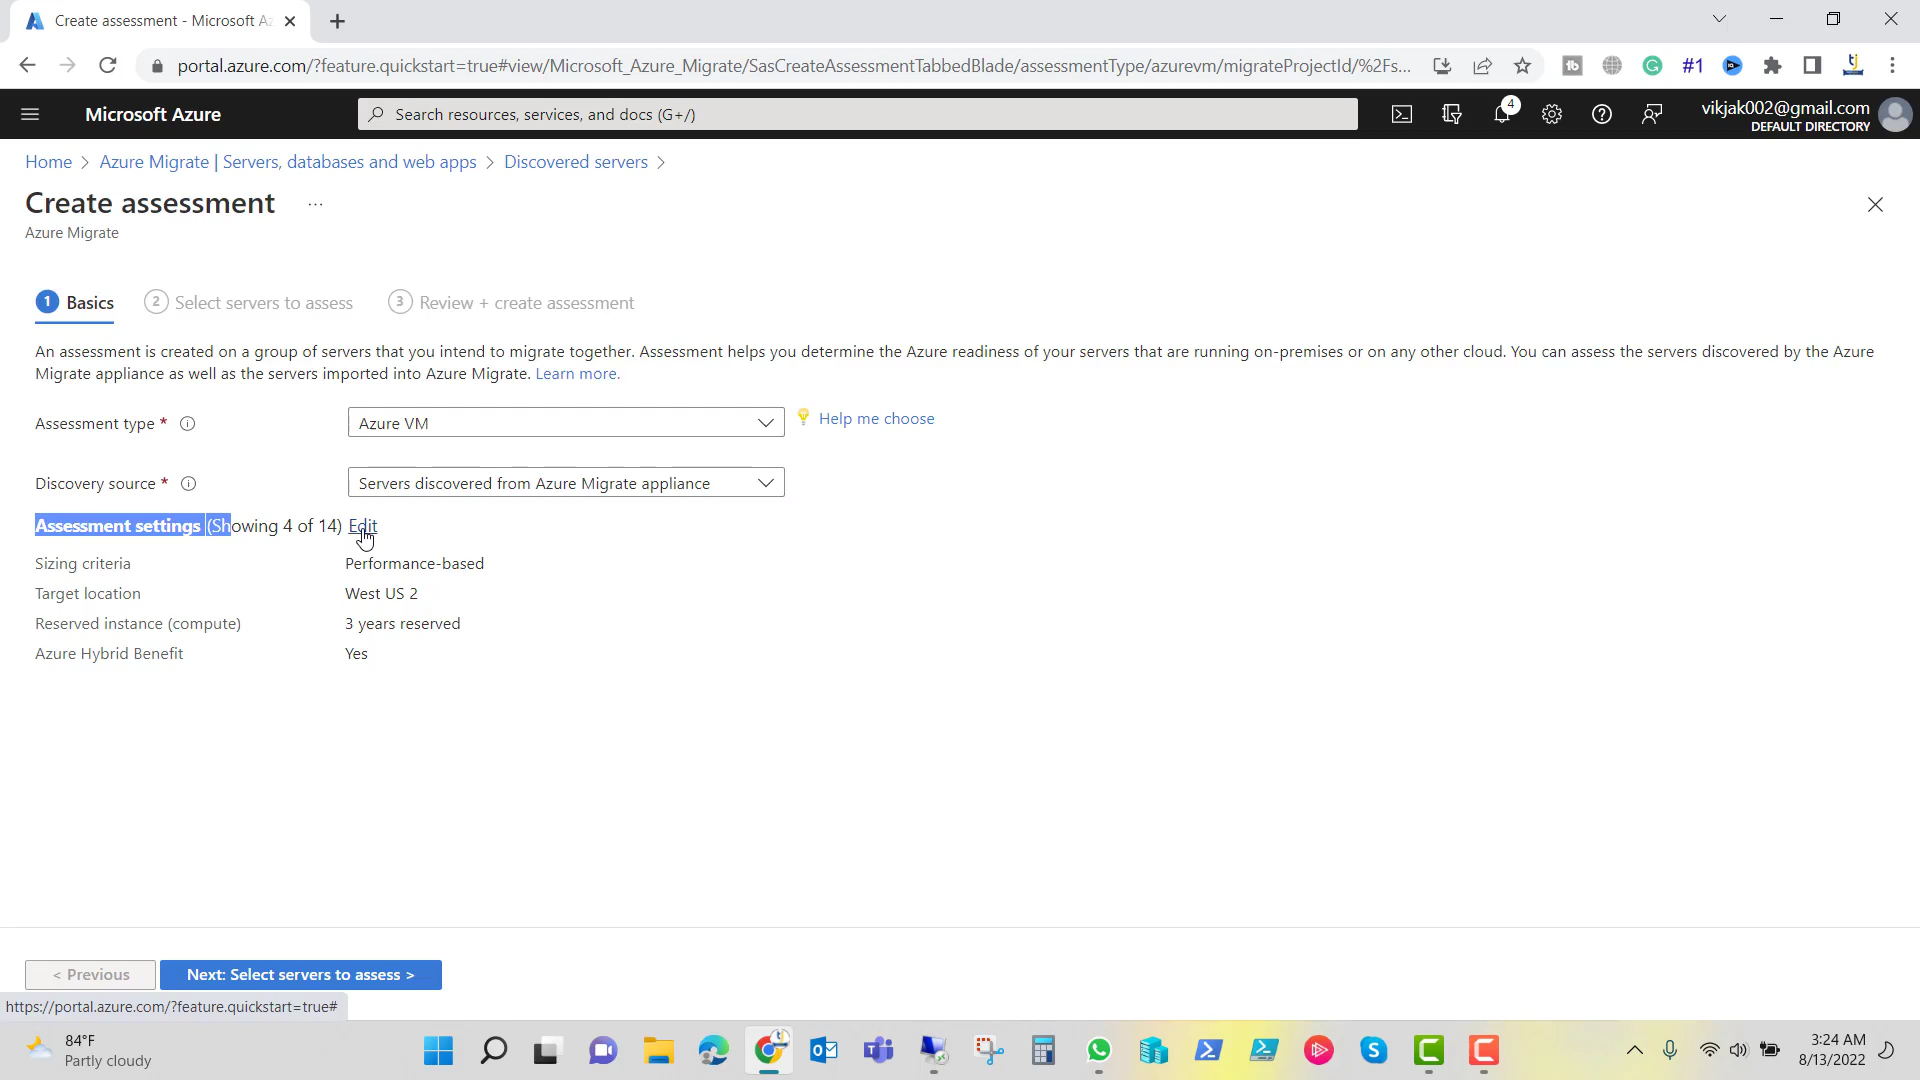 Create assessment - Microsoft Az
portal.azure.com/?feature.quickstart=true#view/Microsoft_Azure_Migrate/SasCreateAssessmentTabbedBlade/assessmentType/azurevm/migrateProjectId/%2Fs...
#1
Microsoft Azure
Search resources, services, and docs (G+/)
4
vikjak002@gmail.com
DEFAULT DIRECTORY
Home > Azure Migrate | Servers, databases and web apps > Discovered servers >
Create assessment ...
Azure Migrate
1 Basics 2 Select servers to assess 3 Review + create assessment
An assessment is created on a group of servers that you intend to migrate together. Assessment helps you determine the Azure readiness of your servers that are running on-premises or on any other cloud. You can assess the servers discovered by the Azure
Migrate appliance as well as the servers imported into Azure Migrate. Learn more.
Assessment type * Azure VM Help me choose
Discovery source * Servers discovered from Azure Migrate appliance
Assessment settings (Showing 4 of 14) Edit
Sizing criteria Performance-based
Target location West US 2
Reserved instance (compute) 3 years reserved
Azure Hybrid Benefit Yes
< Previous Next: Select servers to assess >
https://portal.azure.com/?feature.quickstart=true#
84°F
Partly cloudy
3:24 AM
8/13/2022